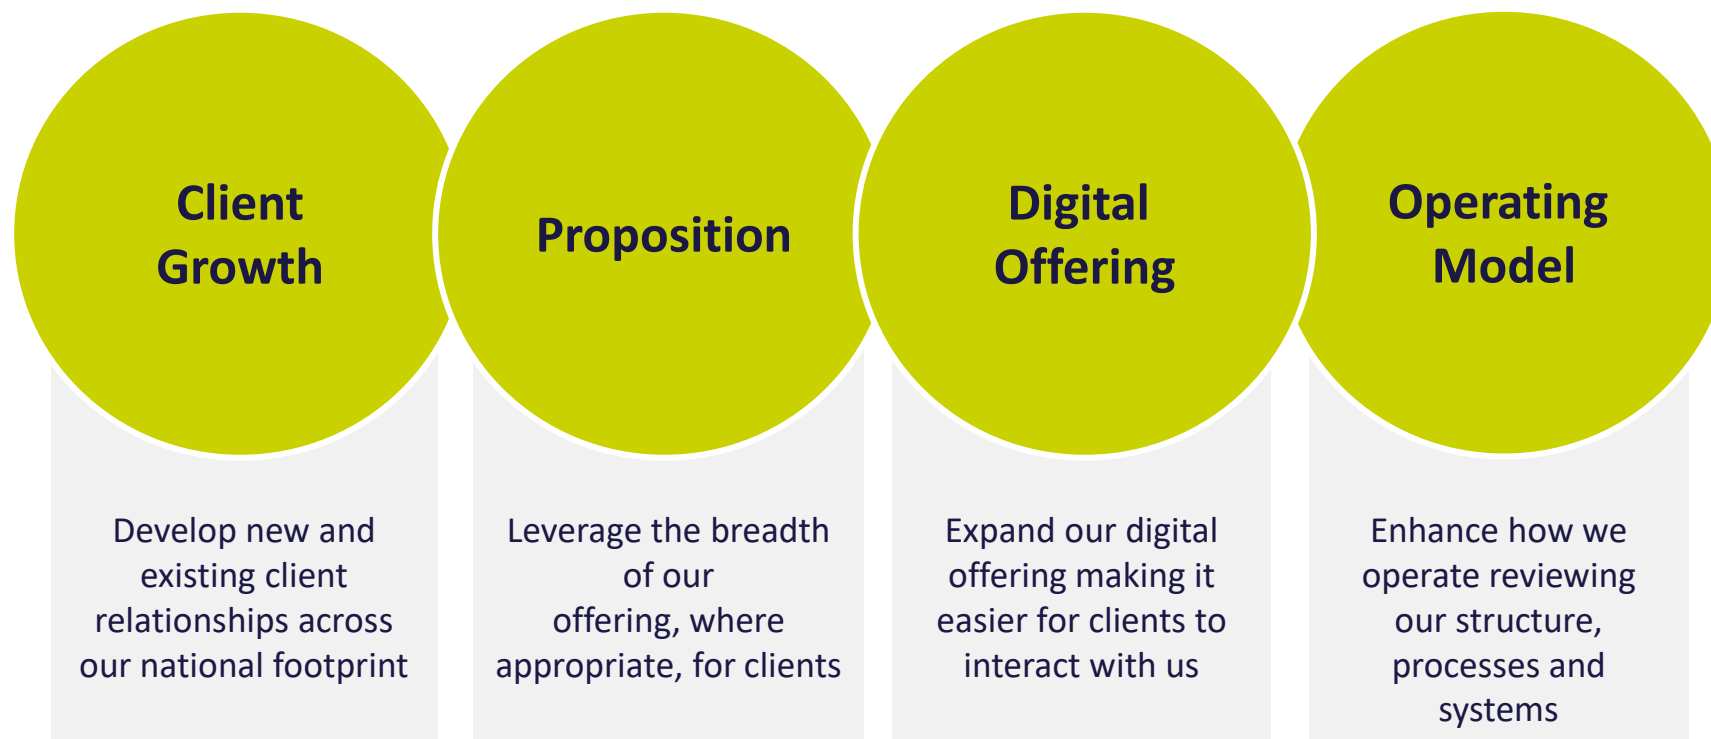 Client
Growth
Proposition
Digital
Offering
Operating
Model
Develop new and
existing client
relationships across
our national footprint
Leverage the breadth
of our
offering, where
appropriate, for clients
Expand our digital
offering making it
easier for clients to
interact with us
Enhance how we
operate reviewing
our structure,
processes and
systems